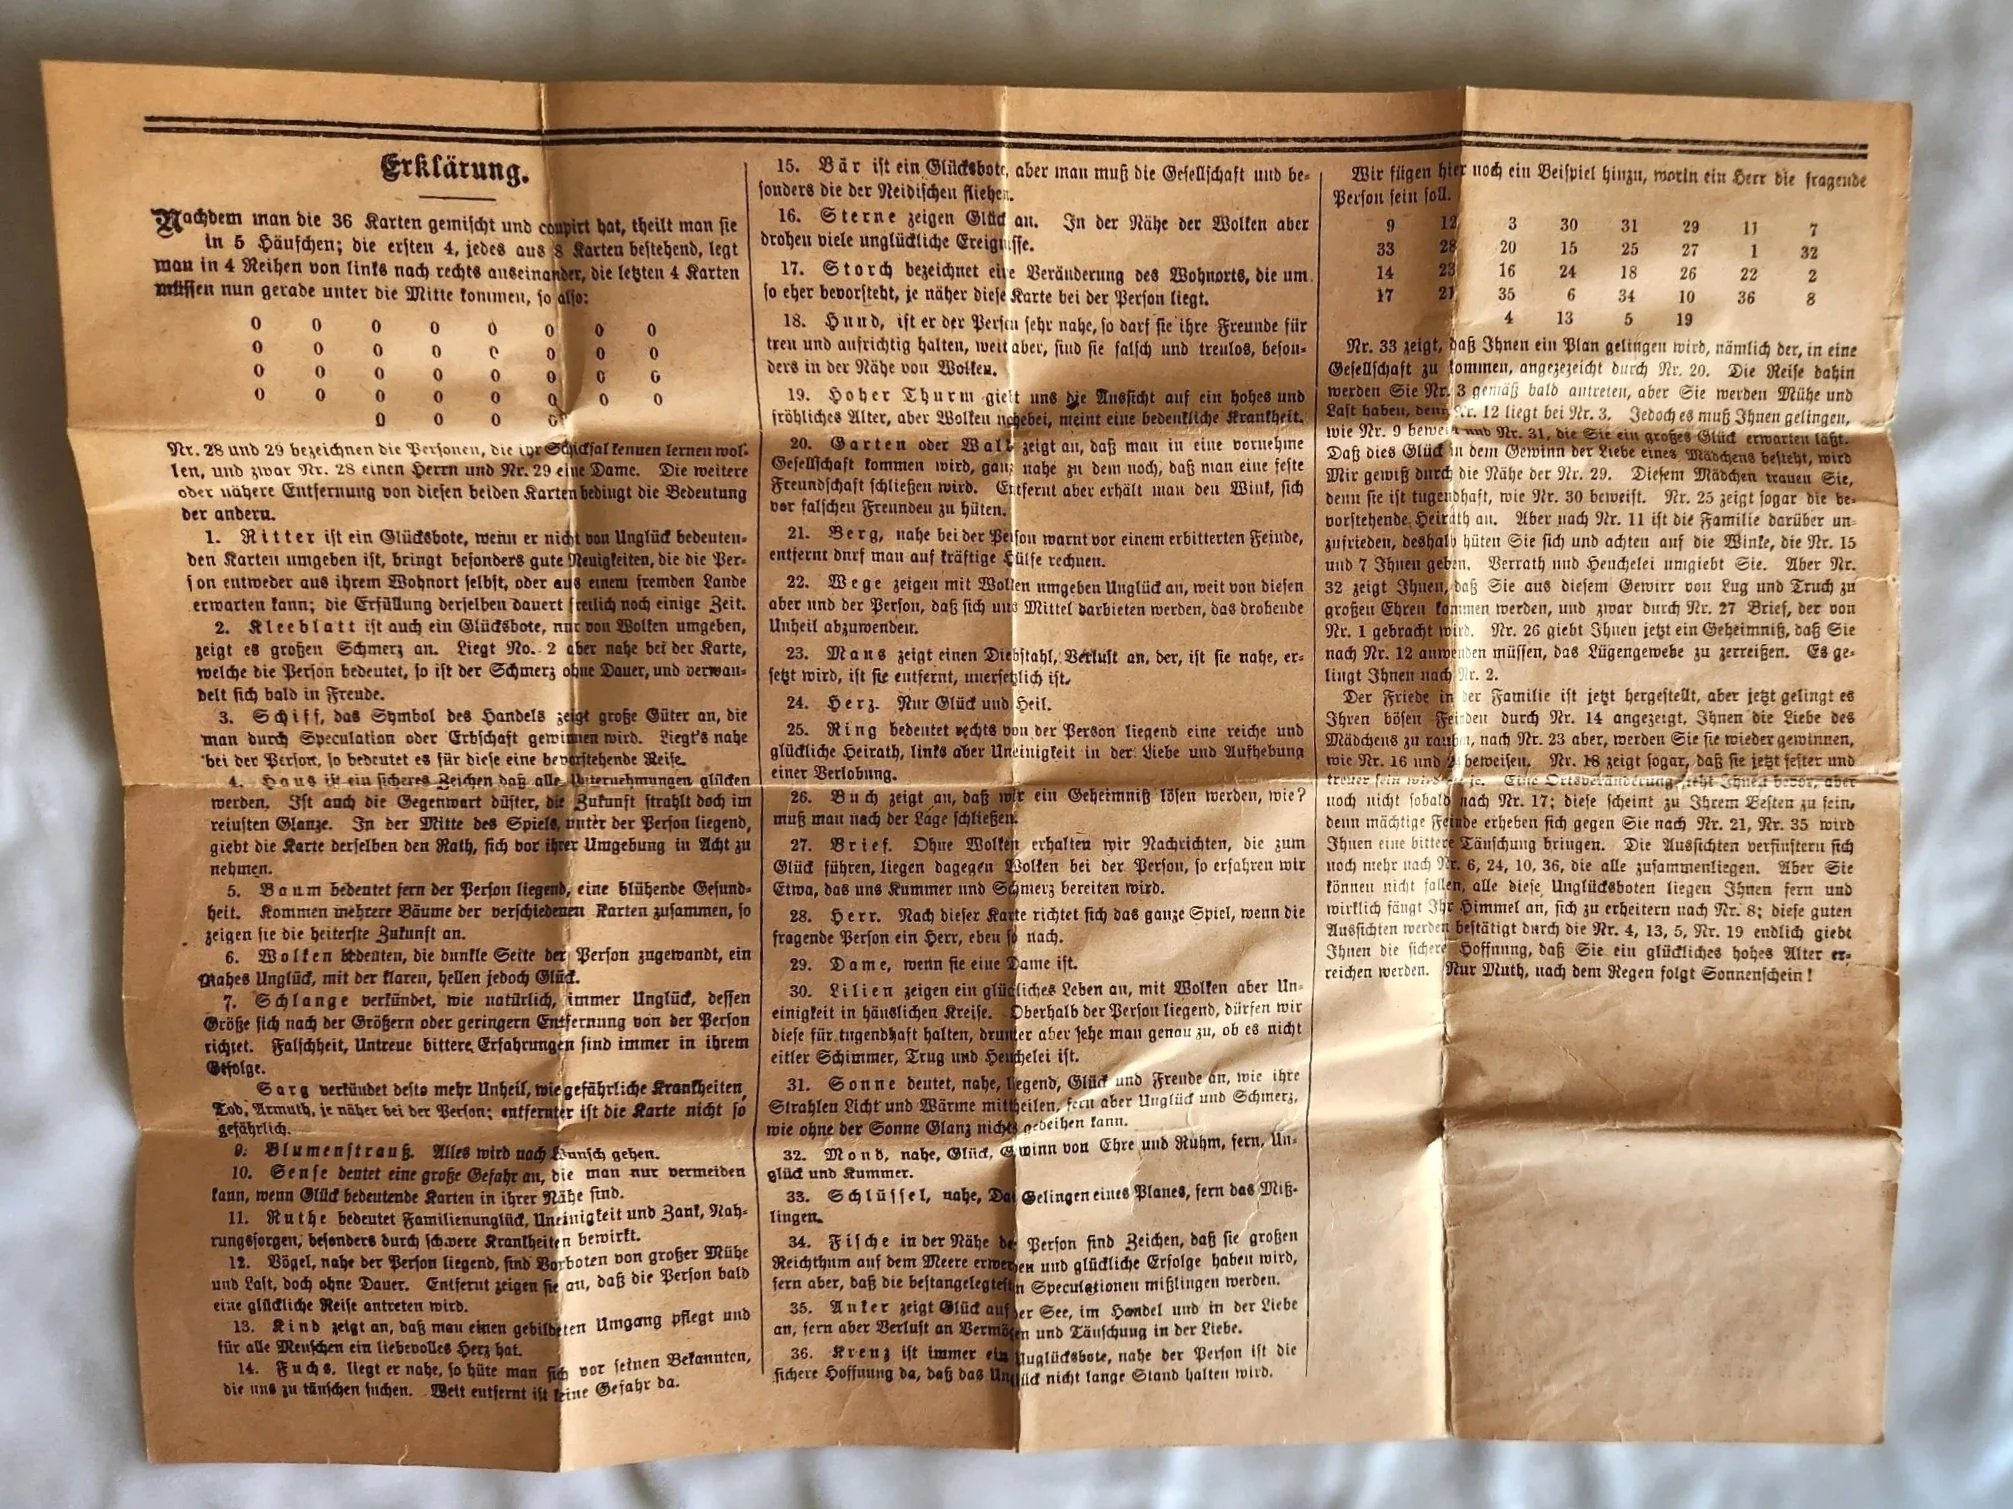 Erklärung.
Nachdem man die 36 Karten gemischt und coupirt hat, theilt man sie
in 5 Häufchen; die ersten 4, jedes aus 8 Karten bestehend, legt
man in 4 Reihen von links nach rechts auseinander, die letzten 4 Karten
müssen nun gerade unter die Mitte kommen, so also:
0 0 0 0 0 0 0 0
0 0 0 0 0 0 0 0
0 0 0 0 0 0 0 0
0 0 0 0 0 0 0 0
0 0 0 0
Nr. 28 und 29 bezeichnen die Personen, die ihr Schicksal kennen lernen wol-
len, und zwar Nr. 28 einen Herrn und Nr. 29 eine Dame. Die weitere
oder nähere Entfernung von diesen beiden Karten bedingt die Bedeutung
der andern.
1. Ritter ist ein Glücksbote, wenn er nicht von Unglück bedeuten-
den Karten umgeben ist, bringt besonders gute Neuigkeiten, die die Per-
son entweder aus ihrem Wohnort selbst, oder aus einem fremden Lande
erwarten kann; die Erfüllung derselben dauert freilich noch einige Zeit.
2. Kleeblatt ist auch ein Glücksbote, nur von Wolken umgeben,
zeigt es großen Schmerz an. Liegt No. 2 aber nahe bei der Karte,
welche die Person bedeutet, so ist der Schmerz ohne Dauer, und verwan-
delt sich bald in Freude.
3. Schiff, das Symbol des Handels zeigt große Güter an, die
man durch Speculation oder Erbschaft gewinnen wird. Liegt's nahe
bei der Person, so bedeutet es für diese eine bevorstehende Reise.
4. Haus ist ein sicheres Zeichen daß alle Unternehmungen glücken
werden. Ist auch die Gegenwart düster, die Zukunft strahlt doch im
reinsten Glanze. In der Mitte des Spiels, unter der Person liegend,
giebt die Karte derselben den Rath, sich vor ihrer Umgebung in Acht zu
nehmen.
5. Baum bedeutet fern der Person liegend, eine blühende Gesund-
heit. Kommen mehrere Bäume der verschiedenen Karten zusammen, so
zeigen sie die heiterste Zukunft an.
6. Wolken bedeuten, die dunkle Seite der Person zugewandt, ein
nahes Unglück, mit der klaren, hellen jedoch Glück.
7. Schlange verkündet, wie natürlich, immer Unglück, dessen
Größe sich nach der Größern oder geringern Entfernung von der Person
richtet. Falschheit, Untreue bittere Erfahrungen sind immer in ihrem
Gefolge.
Sarg verkündet desto mehr Unheil, wie gefährliche Krankheiten,
Tod, Armuth, je näher bei der Person; entfernter ist die Karte nicht so
gefährlich.
9. Blumenstrauß. Alles wird nach Wunsch gehen.
10. Sense deutet eine große Gefahr an, die man nur vermeiden
kann, wenn Glück bedeutende Karten in ihrer Nähe sind.
11. Ruthe bedeutet Familienunglück, Uneinigkeit und Zank, Nah-
rungssorgen, besonders durch schwere Krankheiten bewirkt.
12. Vögel, nahe der Person liegend, sind Vorboten von großer Mühe
und Last, doch ohne Dauer. Entfernt zeigen sie an, daß die Person bald
eine glückliche Reise antreten wird.
13. Kind zeigt an, daß man einen gebildeten Umgang pflegt und
für alle Menschen ein liebevolles Herz hat.
14. Fuchs, liegt er nahe, so hüte man sich vor seinen Bekannten,
die uns zu täuschen suchen. Weit entfernt ist keine Gefahr da.
15. Bär ist ein Glücksbote, aber man muß die Gesellschaft und be-
sonders die der Neidischen fliehen.
16. Sterne zeigen Glück an. In der Nähe der Wolken aber
drohen viele unglückliche Ereignisse.
17. Storch bezeichnet eine Veränderung des Wohnorts, die um
so eher bevorsteht, je näher diese Karte bei der Person liegt.
18. Hund, ist er der Person sehr nahe, so darf sie ihre Freunde für
treu und aufrichtig halten, weit aber, sind sie falsch und treulos, beson-
ders in der Nähe von Wolken.
19. Hoher Thurm giebt uns die Aussicht auf ein hohes und
fröhliches Alter, aber Wolken nahebei, meint eine bedenkliche Krankheit.
20. Garten oder Wald zeigt an, daß man in eine vornehme
Gesellschaft kommen wird, ganz nahe zu dem noch, daß man eine feste
Freundschaft schließen wird. Entfernt aber erhält man den Wink, sich
vor falschen Freunden zu hüten.
21. Berg, nahe bei der Person warnt vor einem erbitterten Feinde,
entfernt darf man auf kräftige Hülfe rechnen.
22. Wege zeigen mit Wolken umgeben Unglück an, weit von diesen
aber und der Person, daß sich uns Mittel darbieten werden, das drohende
Unheil abzuwenden.
23. Maus zeigt einen Diebstahl, Verlust an, der, ist sie nahe, er-
setzt wird, ist sie entfernt, unersetzlich ist.
24. Herz. Nur Glück und Heil.
25. Ring bedeutet rechts von der Person liegend eine reiche und
glückliche Heirath, links aber Uneinigkeit in der Liebe und Aufhebung
einer Verlobung.
26. Buch zeigt an, daß wir ein Geheimniß lösen werden, wie?
muß man nach der Lage schließen.
27. Brief. Ohne Wolken erhalten wir Nachrichten, die zum
Glück führen, liegen dagegen Wolken bei der Person, so erfahren wir
Etwa, das uns Kummer und Schmerz bereiten wird.
28. Herr. Nach dieser Karte richtet sich das ganze Spiel, wenn die
fragende Person ein Herr, eben so nach.
29. Dame, wenn sie eine Dame ist.
30. Lilien zeigen ein glückliches Leben an, mit Wolken aber Un-
einigkeit in häuslichen Kreise. Oberhalb der Person liegend, dürfen wir
diese für tugendhaft halten, drunter aber sehe man genau zu, ob es nicht
eitler Schimmer, Trug und Heuchelei ist.
31. Sonne deutet, nahe, liegend, Glück und Freude an, wie ihre
Strahlen Licht und Wärme mittheilen, fern aber Unglück und Schmerz,
wie ohne der Sonne Glanz nichts gedeihen kann.
32. Mond, nahe, Glück, Gewinn von Ehre und Ruhm, fern, Un-
glück und Kummer.
33. Schlüssel, nahe, Das Gelingen eines Planes, fern das Miß-
lingen.
34. Fische in der Nähe der Person sind Zeichen, daß sie großen
Reichthum auf dem Meere erwerben und glückliche Erfolge haben wird,
fern aber, daß die bestangelegtesten Speculationen mißlingen werden.
35. Anker zeigt Glück auf der See, im Handel und in der Liebe
an, fern aber Verlust an Vermögen und Täuschung in der Liebe.
36. Kreuz ist immer ein Unglücksbote, nahe der Person ist die
sichere Hoffnung da, daß das Unglück nicht lange Stand halten wird.
Wir fügen hier noch ein Beispiel hinzu, worin ein Herr die fragende
Person sein soll.
9 12 3 30 31 29 11 7
33 28 20 15 25 27 1 32
14 23 16 24 18 26 22 2
17 21 35 6 34 10 36 8
4 13 5 19
Nr. 33 zeigt, daß Ihnen ein Plan gelingen wird, nämlich der, in eine
Gesellschaft zu kommen, angezezeicht durch Nr. 20. Die Reise dahin
werden Sie Nr. 3 gemäß bald antreten, aber Sie werden Mühe und
Last haben, denn Nr. 12 liegt bei Nr. 3. Jedoch es muß Ihnen gelingen,
wie Nr. 9 beweist und Nr. 31, die Sie ein großes Glück erwarten läßt.
Daß dies Glück in dem Gewinn der Liebe eines Mädchens besteht, wird
Mir gewiß durch die Nähe der Nr. 29. Diesem Mädchen trauen Sie,
denn sie ist tugendhaft, wie Nr. 30 beweist. Nr. 25 zeigt sogar die be-
vorstehende Heirath an. Aber nach Nr. 11 ist die Familie darüber un-
zufrieden, deshalb hüten Sie sich und achten auf die Winke, die Nr. 15
und 7 Ihnen geben. Verrath und Heuchelei umgiebt Sie. Aber Nr.
32 zeigt Ihnen, daß Sie aus diesem Gewirr von Lug und Truch zu
großen Ehren kommen werden, und zwar durch Nr. 27 Brief, der von
Nr. 1 gebracht wird. Nr. 26 giebt Ihnen jetzt ein Geheimniß, daß Sie
nach Nr. 12 anwenden müssen, das Lügengewebe zu zerreißen. Es ge-
lingt Ihnen nach Nr. 2.
Der Friede in der Familie ist jetzt hergestellt, aber jetzt gelingt es
Ihren bösen Feinden durch Nr. 14 angezeigt, Ihnen die Liebe des
Mädchens zu rauben, nach Nr. 23 aber, werden Sie sie wieder gewinnen,
wie Nr. 16 und beweisen. Nr. 18 zeigt sogar, daß sie jetzt fester und
treuer sein wird je. Eine Ortsveränderung steht Ihnen bevor, aber
noch nicht sobald nach Nr. 17; diese scheint zu Ihrem Besten zu sein,
denn mächtige Feinde erheben sich gegen Sie nach Nr. 21, Nr. 35 wird
Ihnen eine bittere Täuschung bringen. Die Aussichten verfinstern sich
noch mehr nach Nr. 6, 24, 10, 36, die alle zusammenliegen. Aber Sie
können nicht fallen, alle diese Unglücksboten liegen Ihnen fern und
wirklich fängt Ihr Himmel an, sich zu erheitern nach Nr. 8; diese guten
Aussichten werden bestätigt durch die Nr. 4, 13, 5, Nr. 19 endlich giebt
Ihnen die sichere Hoffnung, daß Sie ein glückliches hohes Alter er-
reichen werden. Nur Muth, nach dem Regen folgt Sonnenschein!